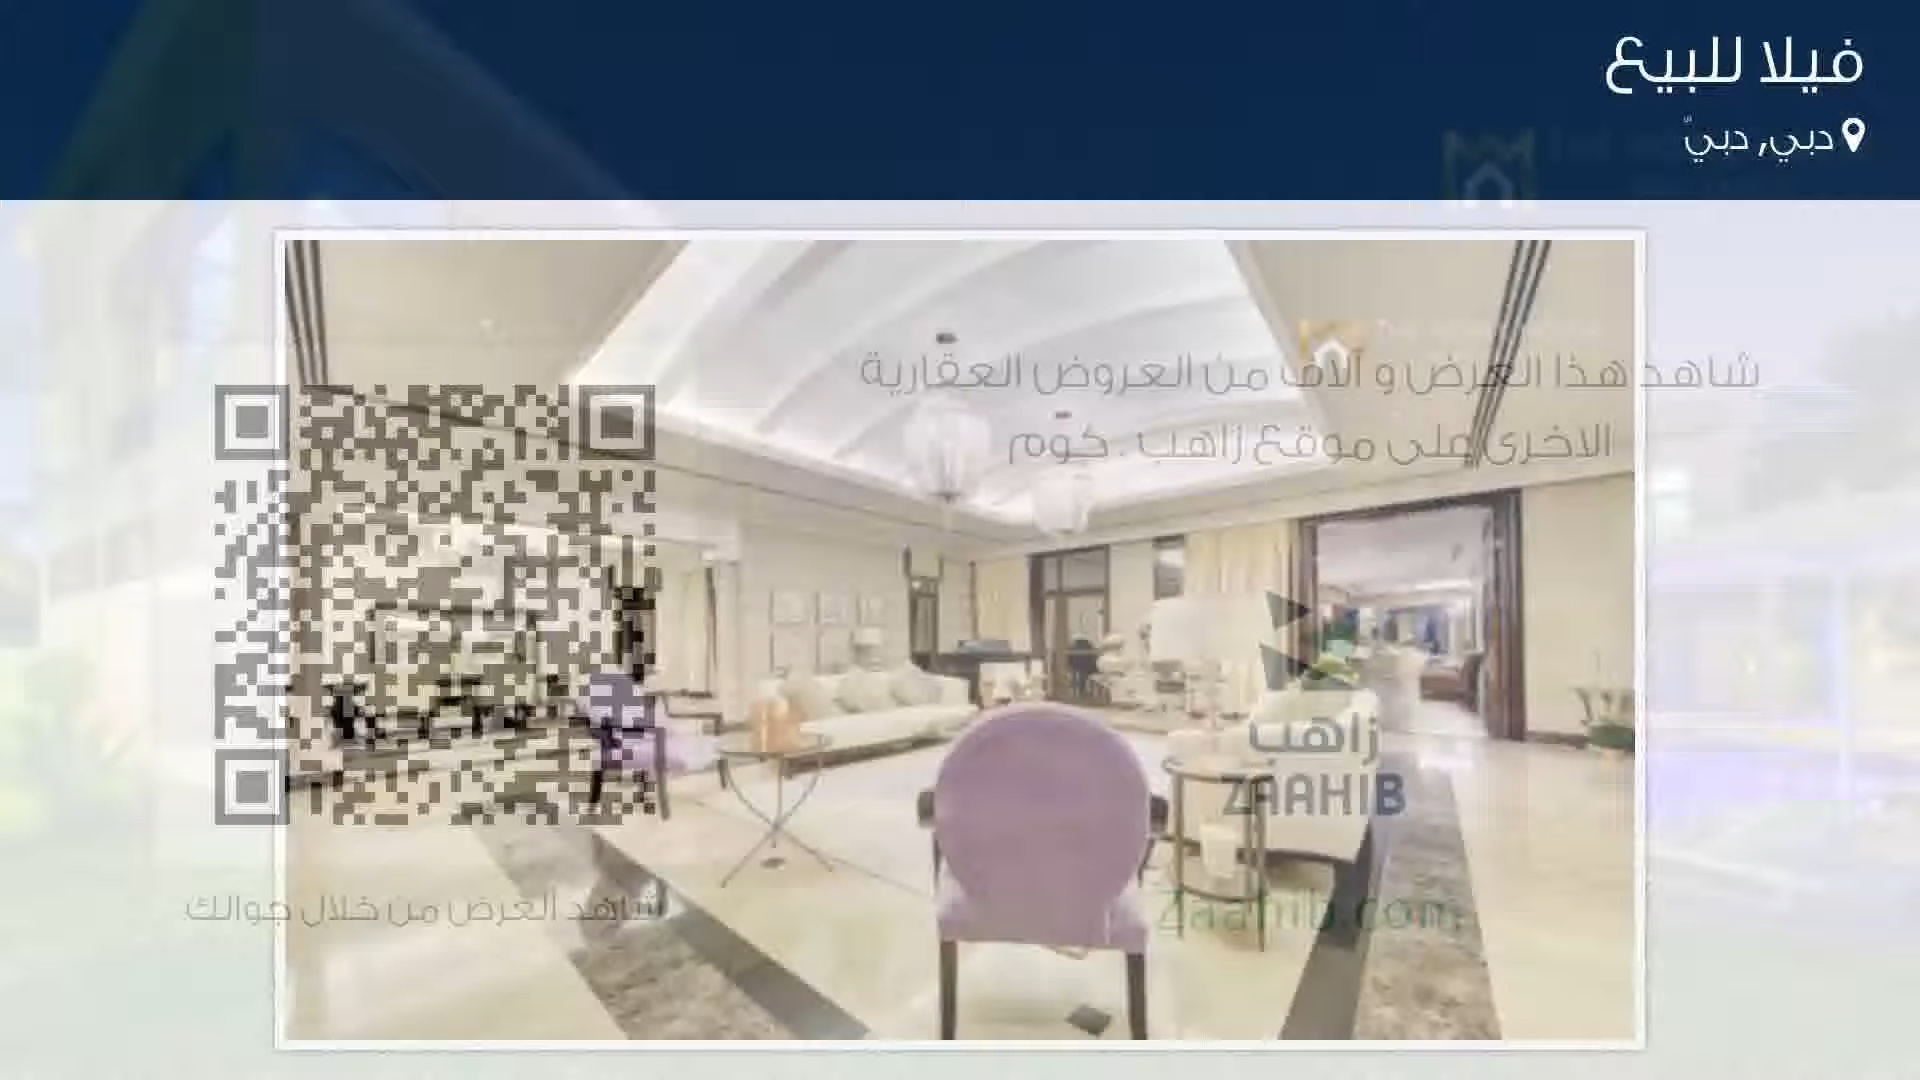 فيلا للبيع
دبي, دبيّ
شاهد هذا العرض و آلاف من العروض العقارية
الاخرى على موقع زاهب . كوم
زاهب
ZAAHIB
شاهد العرض من خلال جوالك
Zaahib.com